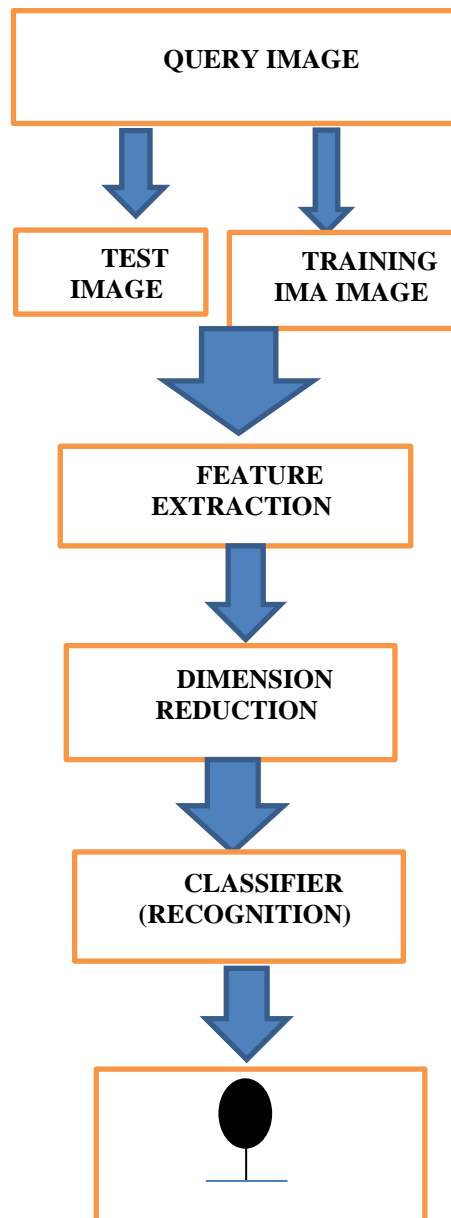 QUERY IMAGE
TEST
IMAGE
TRAINING
IMA IMAGE
FEATURE
EXTRACTION
DIMENSION
REDUCTION
CLASSIFIER
(RECOGNITION)